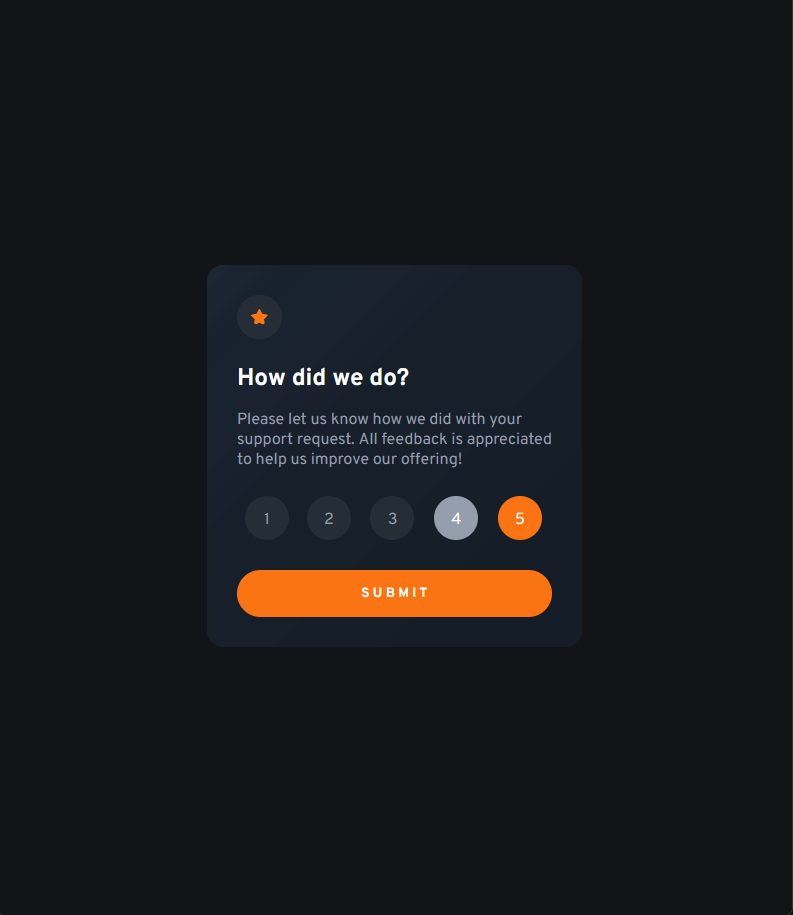 How did we do?
Please let us know how we did with your
support request. All feedback is appreciated
to help us improve our offering!
1 2 3 4 5
SUBMIT